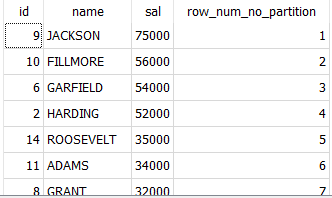 id name sal row_num_no_partition
9 JACKSON 75000 1
10 FILLMORE 56000 2
6 GARFIELD 54000 3
2 HARDING 52000 4
14 ROOSEVELT 35000 5
11 ADAMS 34000 6
8 GRANT 32000 7